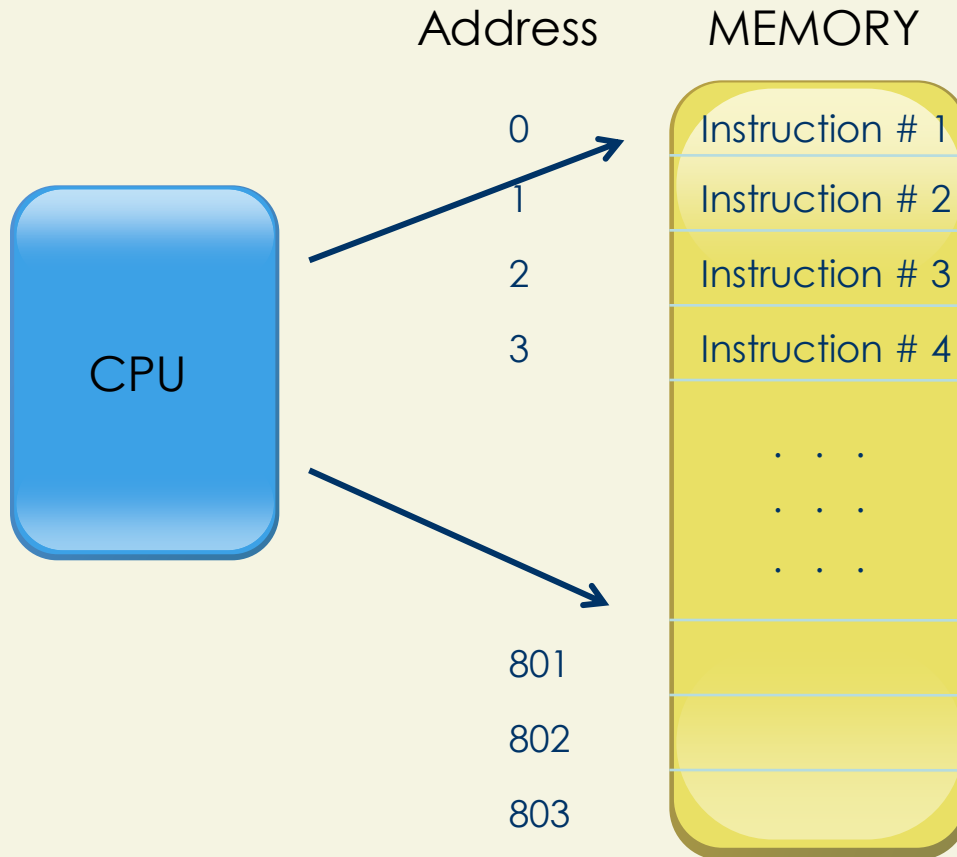 Address MEMORY
0 Instruction # 1
1 Instruction # 2
2 Instruction # 3
3 Instruction # 4
CPU
. . .
. . .
. . .
801
802
803